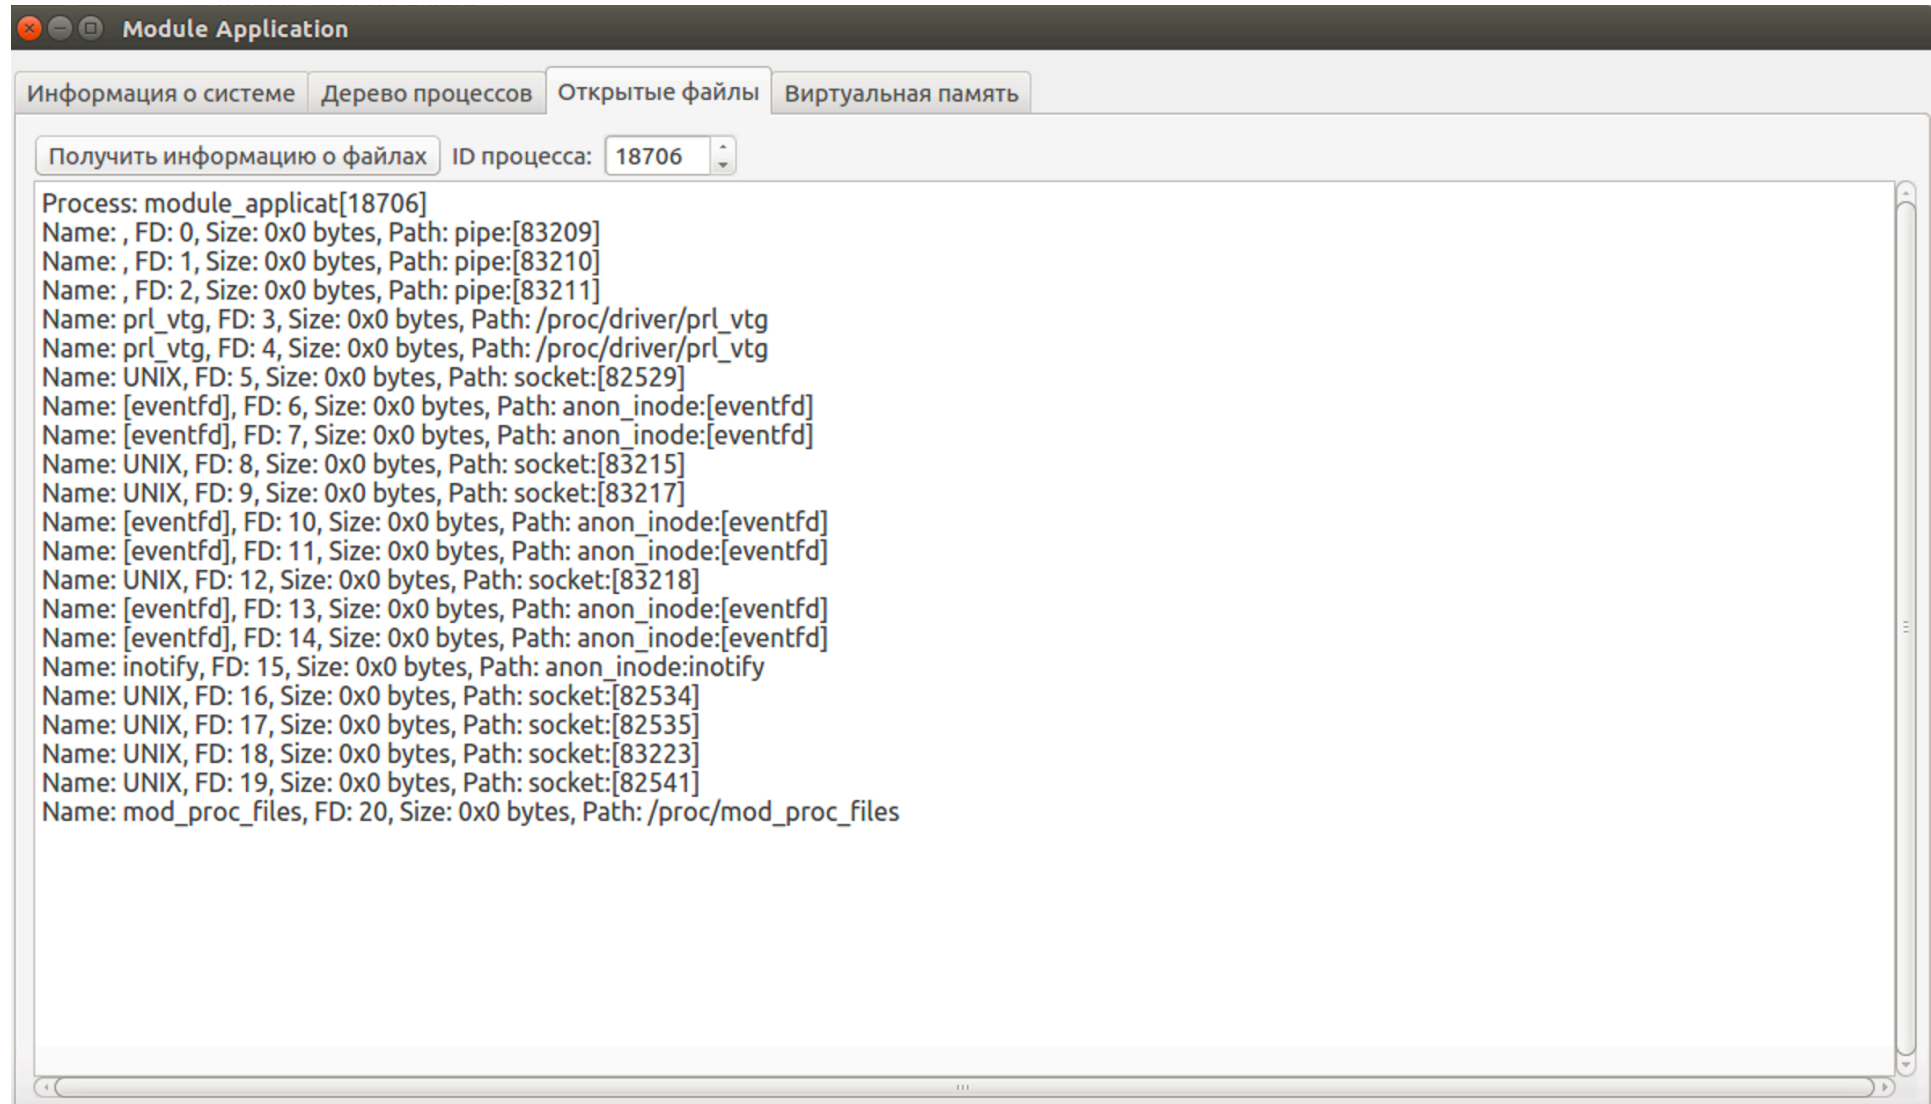 Module Application
Информация о системе Дерево процессов Открытые файлы Виртуальная память
Получить информацию о файлах ID процесса: 18706
Process: module_applicat[18706]
Name: , FD: 0, Size: 0x0 bytes, Path: pipe:[83209]
Name: , FD: 1, Size: 0x0 bytes, Path: pipe:[83210]
Name: , FD: 2, Size: 0x0 bytes, Path: pipe:[83211]
Name: prl_vtg, FD: 3, Size: 0x0 bytes, Path: /proc/driver/prl_vtg
Name: prl_vtg, FD: 4, Size: 0x0 bytes, Path: /proc/driver/prl_vtg
Name: UNIX, FD: 5, Size: 0x0 bytes, Path: socket:[82529]
Name: [eventfd], FD: 6, Size: 0x0 bytes, Path: anon_inode:[eventfd]
Name: [eventfd], FD: 7, Size: 0x0 bytes, Path: anon_inode:[eventfd]
Name: UNIX, FD: 8, Size: 0x0 bytes, Path: socket:[83215]
Name: UNIX, FD: 9, Size: 0x0 bytes, Path: socket:[83217]
Name: [eventfd], FD: 10, Size: 0x0 bytes, Path: anon_inode:[eventfd]
Name: [eventfd], FD: 11, Size: 0x0 bytes, Path: anon_inode:[eventfd]
Name: UNIX, FD: 12, Size: 0x0 bytes, Path: socket:[83218]
Name: [eventfd], FD: 13, Size: 0x0 bytes, Path: anon_inode:[eventfd]
Name: [eventfd], FD: 14, Size: 0x0 bytes, Path: anon_inode:[eventfd]
Name: inotify, FD: 15, Size: 0x0 bytes, Path: anon_inode:inotify
Name: UNIX, FD: 16, Size: 0x0 bytes, Path: socket:[82534]
Name: UNIX, FD: 17, Size: 0x0 bytes, Path: socket:[82535]
Name: UNIX, FD: 18, Size: 0x0 bytes, Path: socket:[83223]
Name: UNIX, FD: 19, Size: 0x0 bytes, Path: socket:[82541]
Name: mod_proc_files, FD: 20, Size: 0x0 bytes, Path: /proc/mod_proc_files